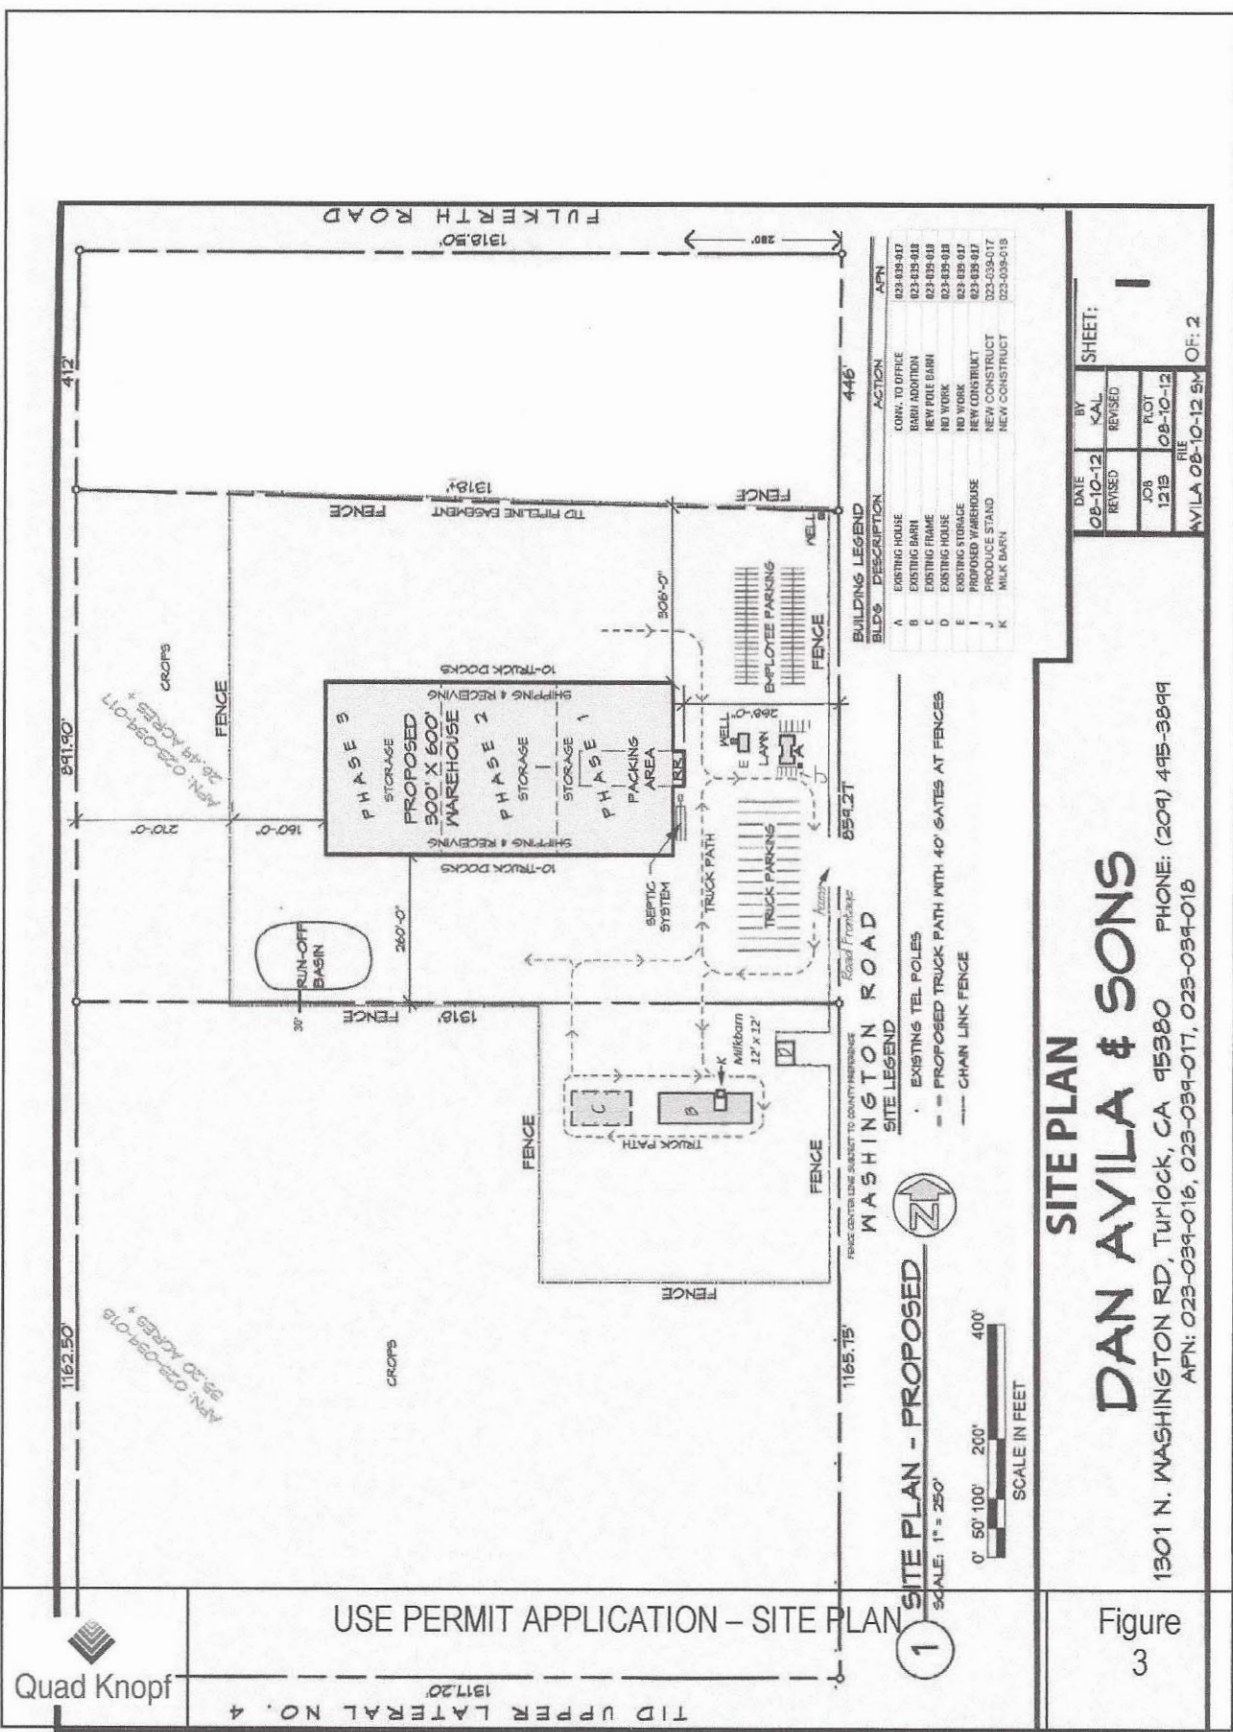 FULKERTH ROAD
1318.50'
280'
412'
446'
1318'±
TID PIPELINE EASEMENT
FENCE
FENCE
WELL
891.90'
CROPS
APN: 023-039-017
26.49 ACRES ±
FENCE
210'-0"
160'-0"
10-TRUCK DOCKS
SHIPPING & RECEIVING
PHASE 3
STORAGE
PROPOSED
300' X 600'
WAREHOUSE
PHASE 2
STORAGE
I
STORAGE
PHASE 1
PACKING
AREA
RR
SHIPPING & RECEIVING
10-TRUCK DOCKS
306'-0"
268'-0"
EMPLOYEE PARKING
FENCE
WELL
E
LAWN
A
J
859.27'
SEPTIC
SYSTEM
TRUCK PATH
TRUCK PARKING
Access
Road Frontage
RUN-OFF
BASIN
30'
260'-0"
FENCE
1318'
FENCE
C
B
K
Milkbarn
12' x 12'
D
TRUCK PATH
FENCE
FENCE
1162.50'
APN: 023-039-018
35.20 ACRES ±
CROPS
1165.75'
WASHINGTON ROAD
1317.20'
TID UPPER LATERAL NO. 4
BUILDING LEGEND
BLDG DESCRIPTION ACTION APN
A EXISTING HOUSE CONV. TO OFFICE 023-039-017
B EXISTING BARN BARN ADDITION 023-039-018
C EXISTING FRAME NEW POLE BARN 023-039-018
D EXISTING HOUSE NO WORK 023-039-018
E EXISTING STORAGE NO WORK 023-039-017
I PROPOSED WAREHOUSE NEW CONSTRUCT 023-039-017
J PRODUCE STAND NEW CONSTRUCT 023-039-017
K MILK BARN NEW CONSTRUCT 023-039-018
SITE LEGEND
EXISTING TEL POLES
PROPOSED TRUCK PATH WITH 40' GATES AT FENCES
CHAIN LINK FENCE
N
1
SITE PLAN - PROPOSED
SCALE: 1" = 250'
0' 50' 100' 200' 400'
SCALE IN FEET
SITE PLAN
DAN AVILA & SONS
1301 N. WASHINGTON RD, Turlock, CA 95380 PHONE: (209) 495-3899
APN: 023-039-016, 023-039-017, 023-039-018
DATE
08-10-12
BY
KAL
REVISED
REVISED
JOB
1213
PLOT
08-10-12
FILE
AVILA 08-10-12 SM
SHEET:
1
OF: 2
Quad Knopf
USE PERMIT APPLICATION – SITE PLAN
Figure
3